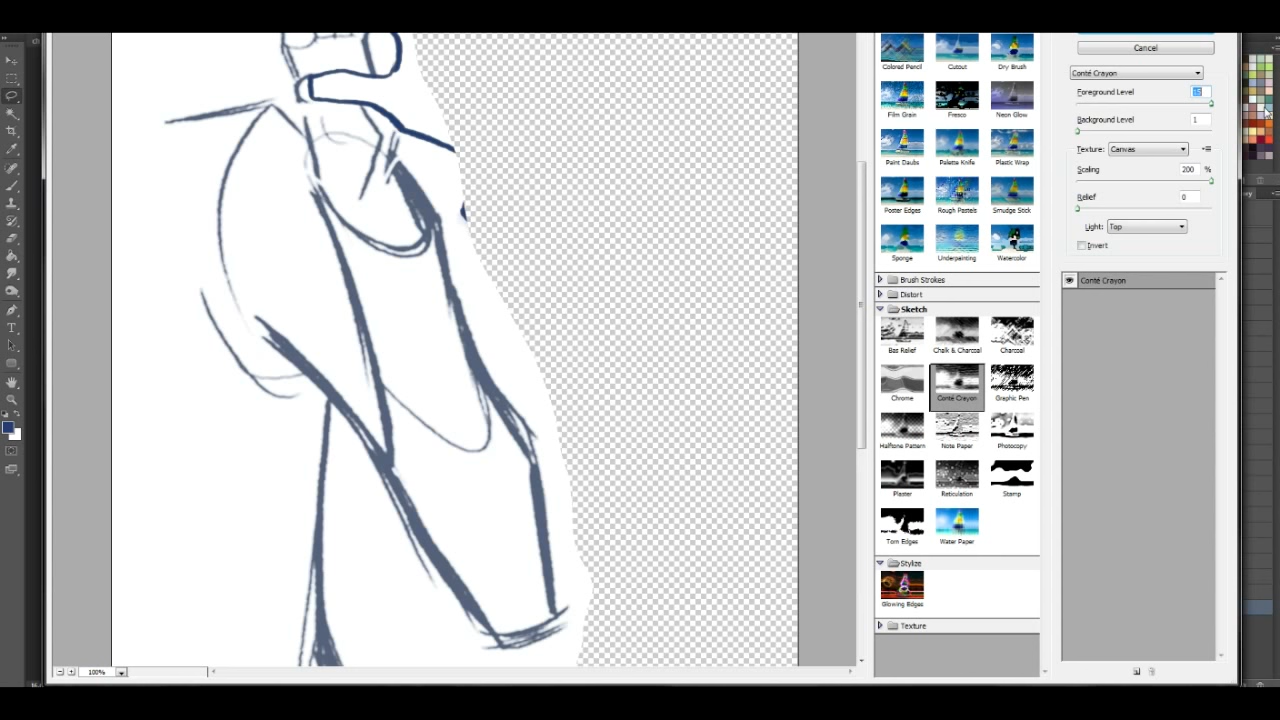 Cancel
Colored Pencil
Cutout
Dry Brush
Conté Crayon
Foreground Level
15
Film Grain
Fresco
Neon Glow
Background Level
1
Texture:
Canvas
Paint Daubs
Palette Knife
Plastic Wrap
Scaling
200
%
Relief
0
Poster Edges
Rough Pastels
Smudge Stick
Light:
Top
Invert
Sponge
Underpainting
Watercolor
Brush Strokes
Conté Crayon
Distort
Sketch
Bas Relief
Chalk & Charcoal
Charcoal
Chrome
Conté Crayon
Graphic Pen
Halftone Pattern
Note Paper
Photocopy
Plaster
Reticulation
Stamp
Torn Edges
Water Paper
Stylize
Glowing Edges
Texture
100%